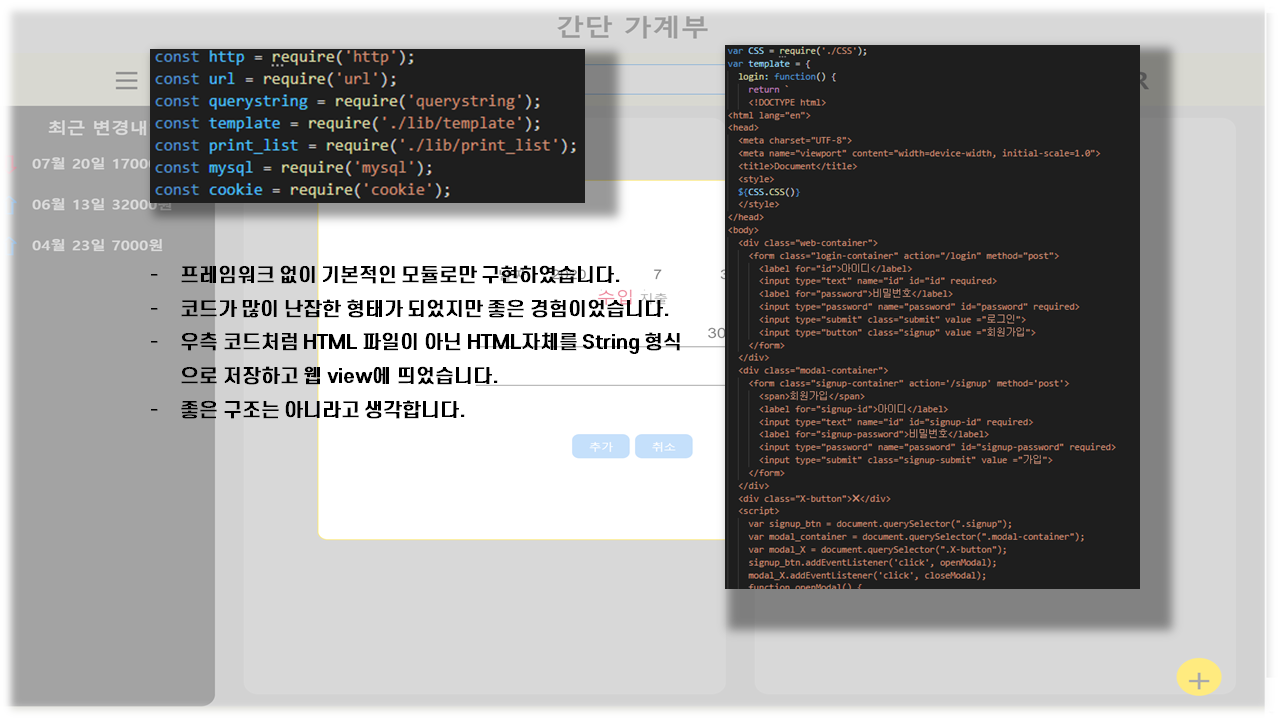 간단 가계부
const http = require('http');
const url = require('url');
const querystring = require('querystring');
const template = require('./lib/template');
const print_list = require('./lib/print_list');
const mysql = require('mysql');
const cookie = require('cookie');
최근 변경내
07월 20일 1700
06월 13일 32000원
04월 23일 7000원
- 프레임워크 없이 기본적인 모듈로만 구현하였습니다.
- 코드가 많이 난잡한 형태가 되었지만 좋은 경험이었습니다.
- 우측 코드처럼 HTML 파일이 아닌 HTML자체를 String 형식
으로 저장하고 웹 view에 띄었습니다.
- 좋은 구조는 아니라고 생각합니다.
7
수입 지출
30
추가 취소
var CSS = require('./CSS');
var template = {
login: function() {
return `
<!DOCTYPE html>
<html lang="en">
<head>
<meta charset="UTF-8">
<meta name="viewport" content="width=device-width, initial-scale=1.0">
<title>Document</title>
<style>
${CSS.CSS()}
</style>
</head>
<body>
<div class="web-container">
<form class="login-container" action="/login" method="post">
<label for="id">아이디</label>
<input type="text" name="id" id="id" required>
<label for="password">비밀번호</label>
<input type="password" name="password" id="password" required>
<input type="submit" class="submit" value ="로그인">
<input type="button" class="signup" value ="회원가입">
</form>
</div>
<div class="modal-container">
<form class="signup-container" action='/signup' method='post'>
<span>회원가입</span>
<label for="signup-id">아이디</label>
<input type="text" name="id" id="signup-id" required>
<label for="signup-password">비밀번호</label>
<input type="password" name="password" id="signup-password" required>
<input type="submit" class="signup-submit" value ="가입">
</form>
</div>
<div class="X-button">❌</div>
<script>
var signup_btn = document.querySelector(".signup");
var modal_container = document.querySelector(".modal-container");
var modal_X = document.querySelector(".X-button");
signup_btn.addEventListener('click', openModal);
modal_X.addEventListener('click', closeModal);
function openModal() {